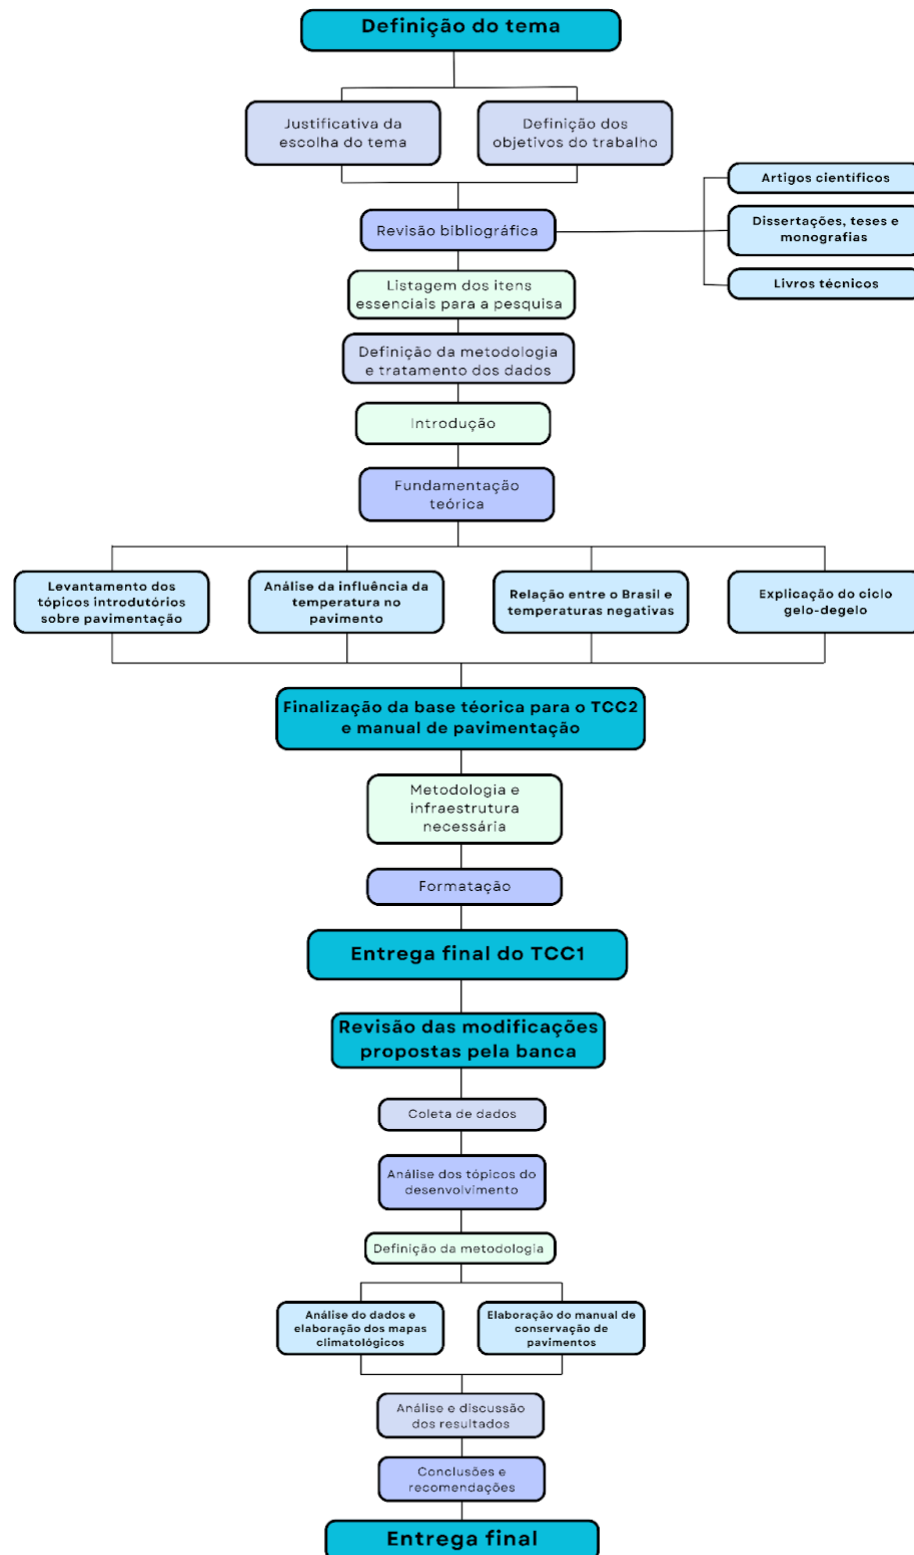 Definição do tema
Justificativa da
escolha do tema
Definição dos
objetivos do trabalho
Artigos científicos
Revisão bibliográfica
Dissertações, teses e
monografias
Livros técnicos
Listagem dos itens
essenciais para a pesquisa
Definição da metodologia
e tratamento dos dados
Introdução
Fundamentação
teórica
Levantamento dos
tópicos introdutórios
sobre pavimentação
Análise da influência da
temperatura no
pavimento
Relação entre o Brasil e
temperaturas negativas
Explicação do ciclo
gelo-degelo
Finalização da base téorica para o TCC2
e manual de pavimentação
Metodologia e
infraestrutura
necessária
Formatação
Entrega final do TCC1
Revisão das modificações
propostas pela banca
Coleta de dados
Análise dos tópicos do
desenvolvimento
Definição da metodologia
Análise do dados e
elaboração dos mapas
climatológicos
Elaboração do manual de
conservação de
pavimentos
Análise e discussão
dos resultados
Conclusões e
recomendações
Entrega final